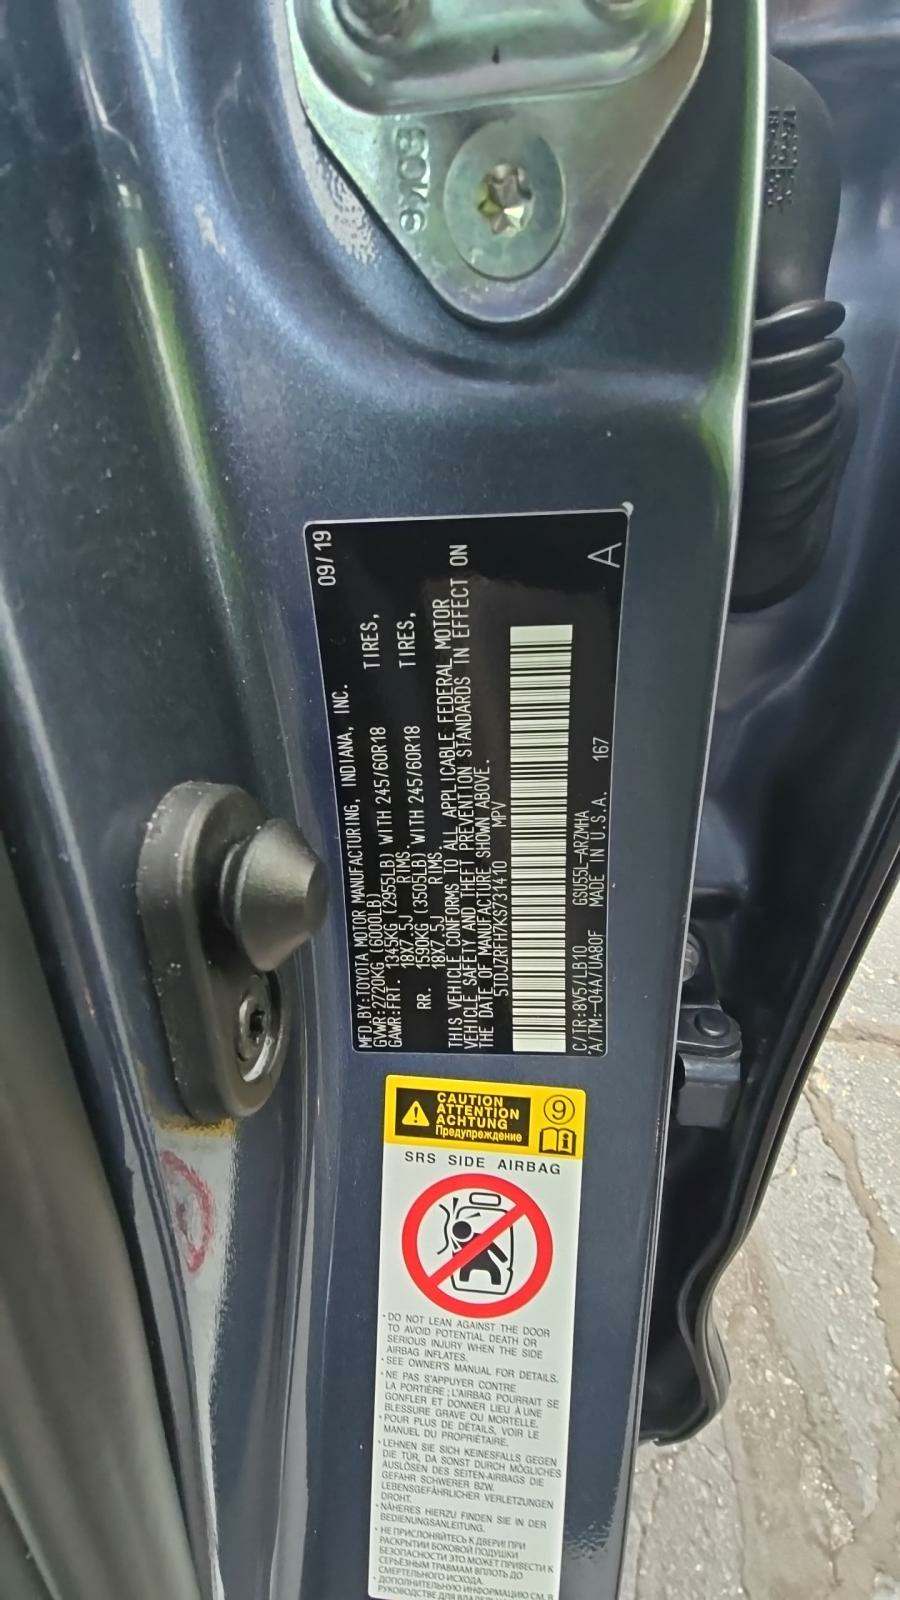 80K6
09/19
MFD.BY:TOYOTA MOTOR MANUFACTURING, INDIANA, INC.
GVWR:2720KG (6000LB)
GAWR:FRT. 1345KG (2955LB) WITH 245/60R18 TIRES,
18X7.5J RIMS.
RR. 1590KG (3505LB) WITH 245/60R18 TIRES,
18X7.5J RIMS.
THIS VEHICLE CONFORMS TO ALL APPLICABLE FEDERAL MOTOR
VEHICLE SAFETY AND THEFT PREVENTION STANDARDS IN EFFECT ON
THE DATE OF MANUFACTURE SHOWN ABOVE.
5TDJZRFH7KS731410 MPV
C/TR:8V5/LB10 GSU55L-ARZMHA
A/TM:-04A/UA80F MADE IN U.S.A. 167
A
CAUTION
ATTENTION
ACHTUNG
Предупреждение
9
SRS SIDE AIRBAG
• DO NOT LEAN AGAINST THE DOOR
TO AVOID POTENTIAL DEATH OR
SERIOUS INJURY WHEN THE SIDE
AIRBAG INFLATES.
• SEE OWNER'S MANUAL FOR DETAILS.
• NE PAS S'APPUYER CONTRE
LA PORTIÈRE ; L'AIRBAG POURRAIT SE
GONFLER ET DONNER LIEU À UNE
BLESSURE GRAVE OU MORTELLE.
• POUR PLUS DE DÉTAILS, VOIR LE
MANUEL DU PROPRIÉTAIRE.
• LEHNEN SIE SICH KEINESFALLS GEGEN
DIE TÜR, DA SONST DURCH MÖGLICHES
AUSLÖSEN DES SEITEN-AIRBAGS DIE
GEFAHR SCHWERER BZW.
LEBENSGEFÄHRLICHER VERLETZUNGEN
DROHT.
• NÄHERES HIERZU FINDEN SIE IN DER
BEDIENUNGSANLEITUNG.
• НЕ ПРИСЛОНЯЙТЕСЬ К ДВЕРИ! ПРИ
РАСКРЫТИИ БОКОВОЙ ПОДУШКИ
БЕЗОПАСНОСТИ ЭТО МОЖЕТ ПРИВЕСТИ К
СЕРЬЕЗНЫМ ТРАВМАМ ВПЛОТЬ ДО
СМЕРТЕЛЬНОГО ИСХОДА.
• ДОПОЛНИТЕЛЬНУЮ ИНФОРМАЦИЮ СМ. В
РУКОВОДСТВЕ ДЛЯ